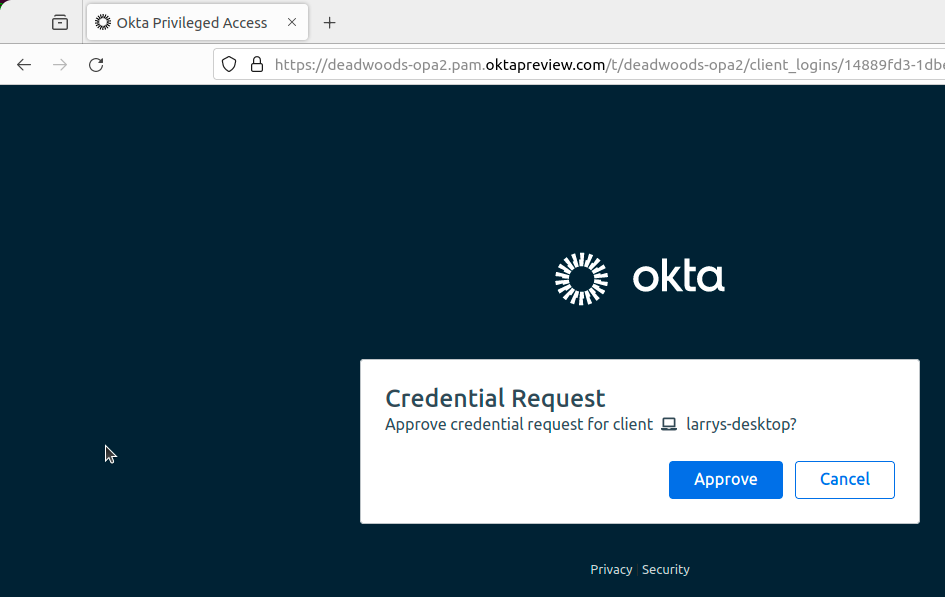 Okta Privileged Access
https://deadwoods-opa2.pam.oktapreview.com/t/deadwoods-opa2/client_logins/14889fd3-1dbe
okta
Credential Request
Approve credential request for client larrys-desktop?
Approve Cancel
Privacy Security